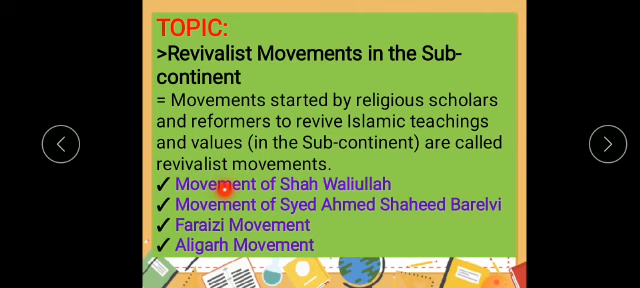 TOPIC:
>Revivalist Movements in the Sub-
continent
= Movements started by religious scholars
and reformers to revive Islamic teachings
and values (in the Sub-continent) are called
revivalist movements.
✓ Movement of Shah Waliullah
✓ Movement of Syed Ahmed Shaheed Barelvi
✓ Faraizi Movement
✓ Aligarh Movement